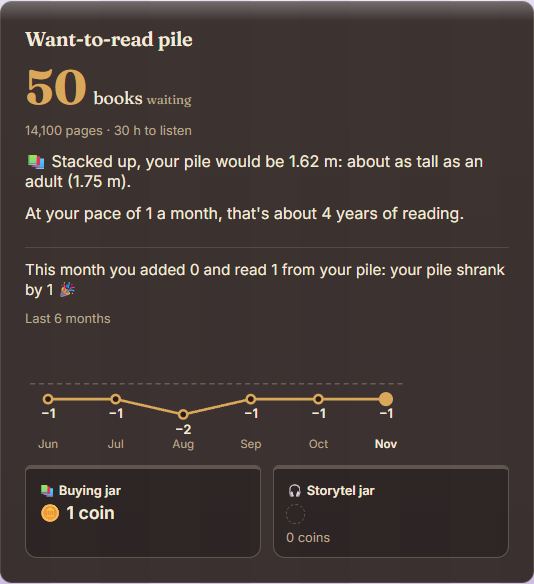 Want-to-read pile
50 books waiting
14,100 pages · 30 h to listen
Stacked up, your pile would be 1.62 m: about as tall as an
adult (1.75 m).
At your pace of 1 a month, that's about 4 years of reading.
This month you added 0 and read 1 from your pile: your pile shrank
by 1
Last 6 months
−1 −1 −2 −1 −1 −1
Jun Jul Aug Sep Oct Nov
Buying jar
1 coin
Storytel jar
0 coins